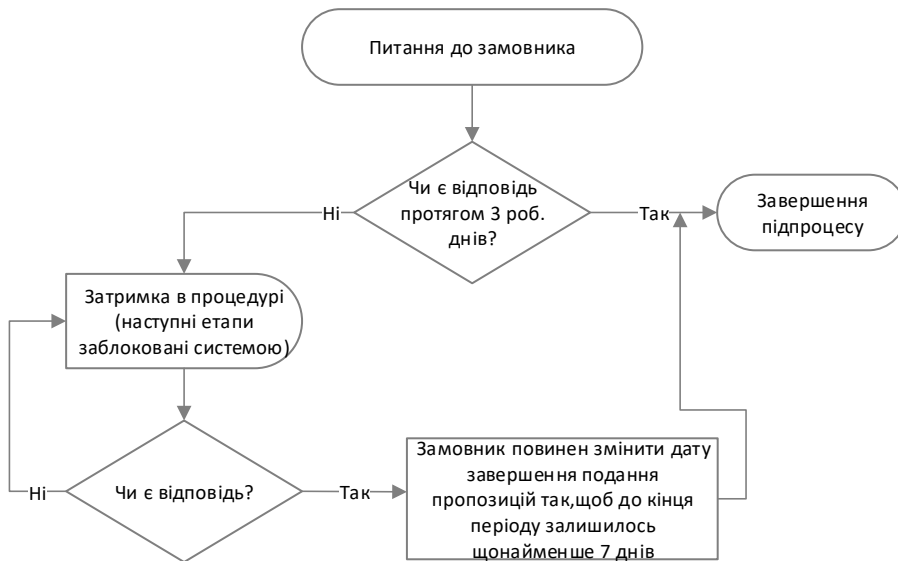 Питання до замовника
Чи є відповідь
протягом 3 роб.
днів?
Ні
Так
Завершення
підпроцесу
Затримка в процедурі
(наступні етапи
заблоковані системою)
Чи є відповідь?
Ні
Так
Замовник повинен змінити дату
завершення подання
пропозицій так,щоб до кінця
періоду залишилось
щонайменше 7 днів